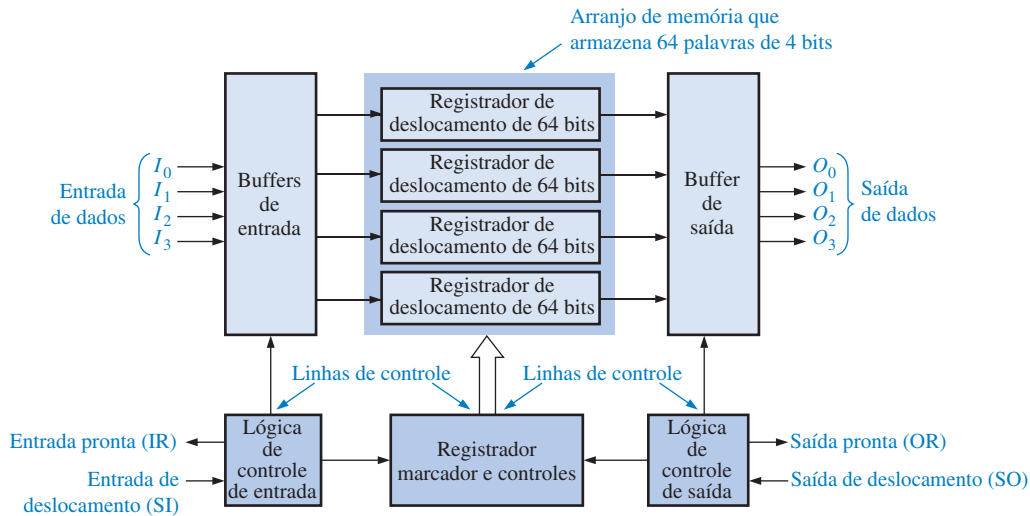 Arranjo de memória que
armazena 64 palavras de 4 bits
Entrada
de dados
I0
I1
I2
I3
Buffers
de
entrada
Registrador de
deslocamento de 64 bits
Registrador de
deslocamento de 64 bits
Registrador de
deslocamento de 64 bits
Registrador de
deslocamento de 64 bits
Buffer
de
saída
O0
O1
O2
O3
Saída
de dados
Linhas de controle
Linhas de controle
Entrada pronta (IR)
Entrada de
deslocamento (SI)
Lógica
de
controle
de entrada
Registrador
marcador e controles
Lógica
de
controle
de saída
Saída pronta (OR)
Saída de deslocamento (SO)